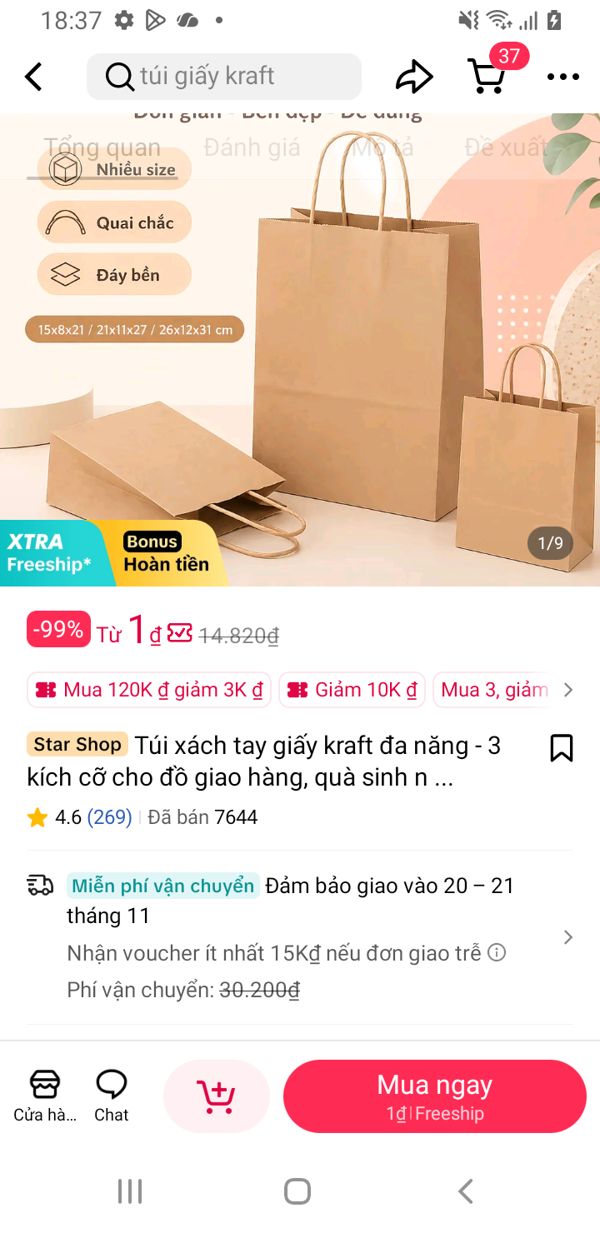 18:37
túi giấy kraft
37
Đơn giản - Bền đẹp - Dễ dùng
Tổng quan Đánh giá Mô tả Đề xuất
Nhiều size
Quai chắc
Đáy bền
15x8x21 / 21x11x27 / 26x12x31 cm
XTRA
Freeship*
Bonus
Hoàn tiền
1/9
-99% Từ 1₫ 14.820₫
Mua 120K ₫ giảm 3K ₫ Giảm 10K ₫ Mua 3, giảm
Star Shop Túi xách tay giấy kraft đa năng - 3
kích cỡ cho đồ giao hàng, quà sinh n ...
4.6 (269) Đã bán 7644
Miễn phí vận chuyển Đảm bảo giao vào 20 – 21
tháng 11
Nhận voucher ít nhất 15K₫ nếu đơn giao trễ
Phí vận chuyển: 30.200₫
Cửa hà... Chat
Mua ngay
1₫ | Freeship